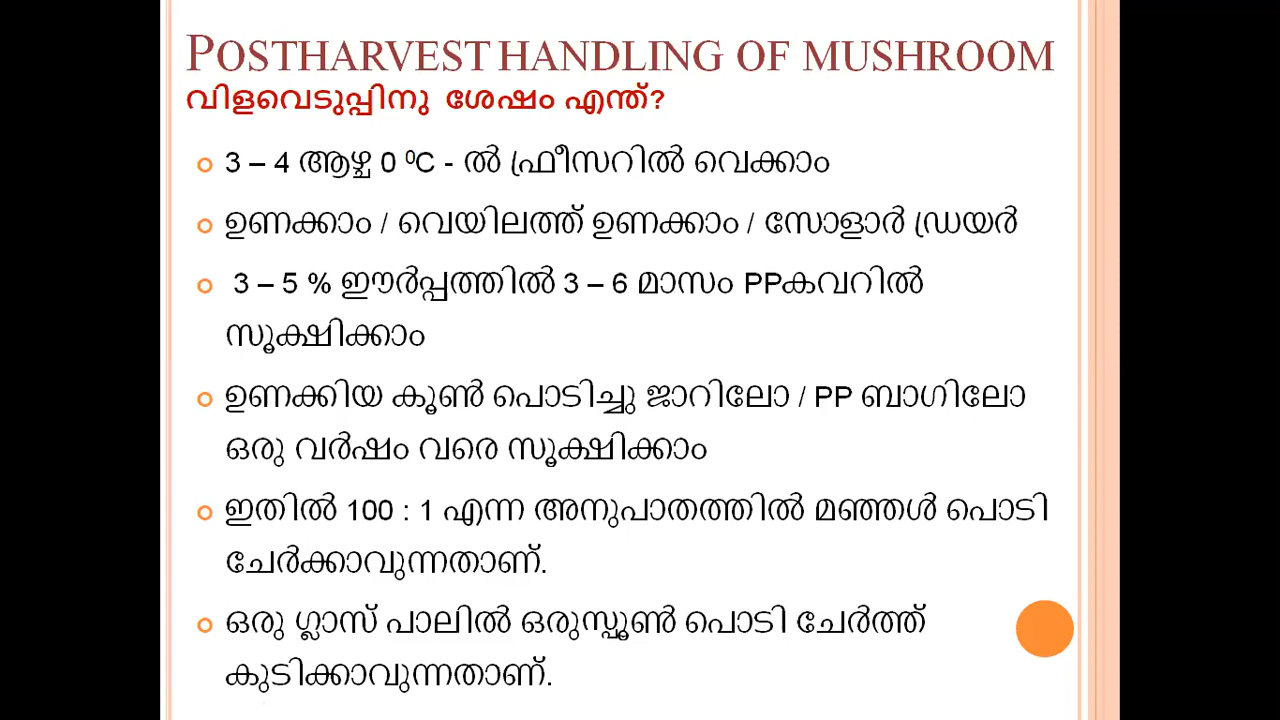 POSTHARVEST HANDLING OF MUSHROOM
വിളവെടുപ്പിനു ശേഷം എന്ത്?
3 – 4 ആഴ്ച 0 ⁰C - ൽ ഫ്രീസറിൽ വെക്കാം
ഉണക്കാം / വെയിലത്ത് ഉണക്കാം / സോളാർ ഡ്രയർ
3 – 5 % ഈർപ്പത്തിൽ 3 – 6 മാസം PPകവറിൽ
സൂക്ഷിക്കാം
ഉണക്കിയ കൂൺ പൊടിച്ചു ജാറിലോ / PP ബാഗിലോ
ഒരു വർഷം വരെ സൂക്ഷിക്കാം
ഇതിൽ 100 : 1 എന്ന അനുപാതത്തിൽ മഞ്ഞൾ പൊടി
ചേർക്കാവുന്നതാണ്.
ഒരു ഗ്ലാസ് പാലിൽ ഒരുസ്പൂൺ പൊടി ചേർത്ത്
കുടിക്കാവുന്നതാണ്.